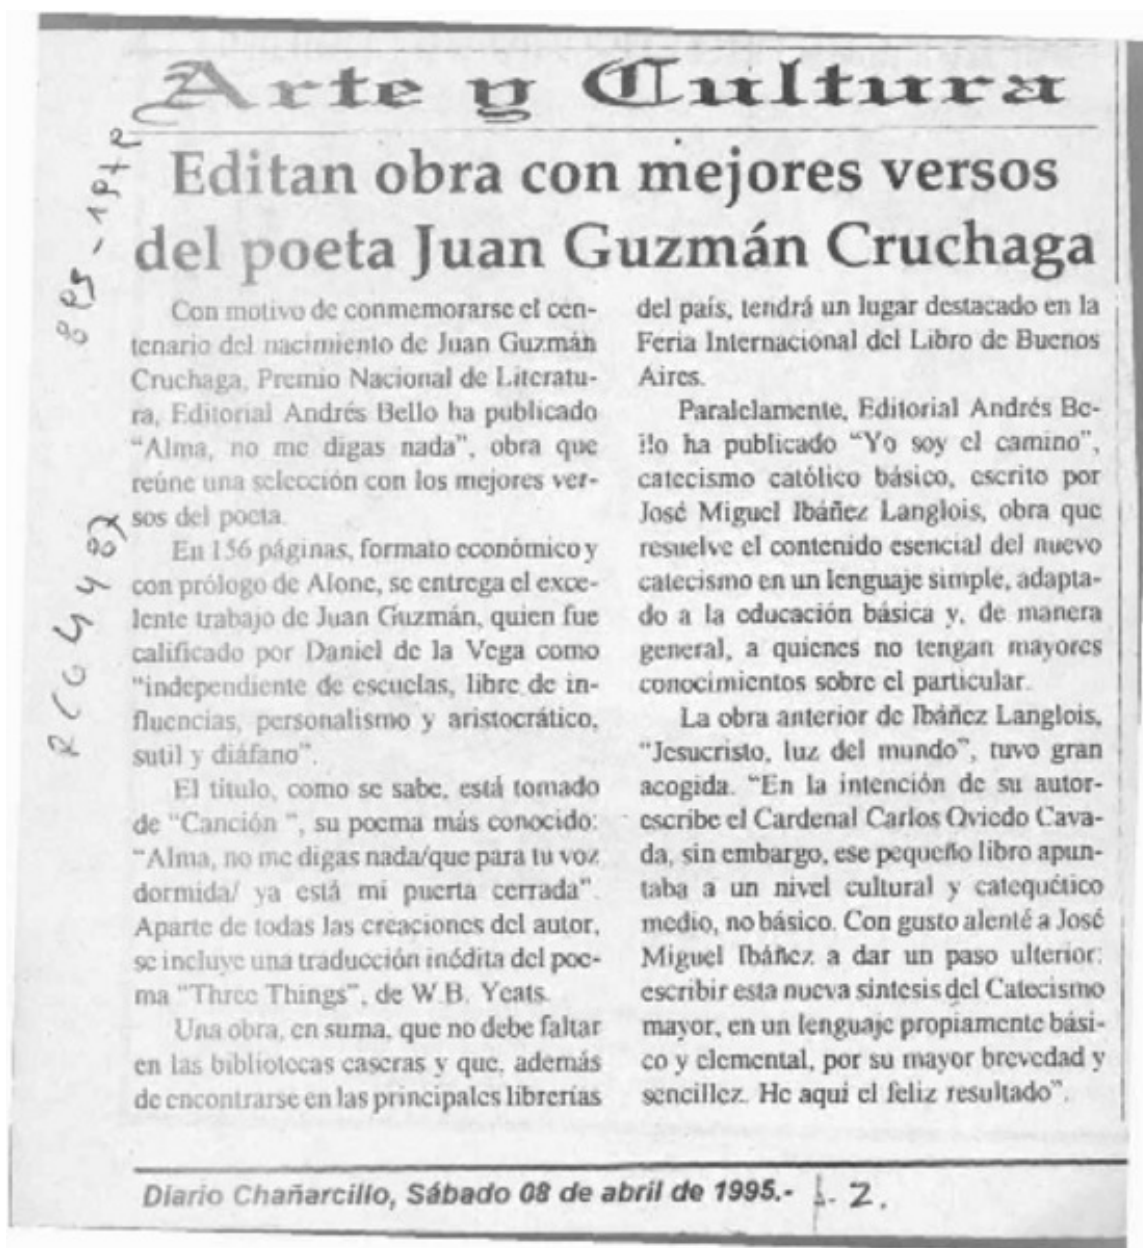 Arte y Cultura
Editan obra con mejores versos
del poeta Juan Guzmán Cruchaga
Con motivo de conmemorarse el cen-
tenario del nacimiento de Juan Guzmán
Cruchaga, Premio Nacional de Literatu-
ra, Editorial Andrés Bello ha publicado
“Alma, no me digas nada”, obra que
reúne una selección con los mejores ver-
sos del poeta.
En 156 páginas, formato económico y
con prólogo de Alone, se entrega el exce-
lente trabajo de Juan Guzmán, quien fue
calificado por Daniel de la Vega como
"independiente de escuelas, libre de in-
fluencias, personalismo y aristocrático,
sutil y diáfano".
El título, como se sabe, está tomado
de "Canción ", su poema más conocido:
"Alma, no me digas nada/que para tu voz
dormida/ ya está mi puerta cerrada".
Aparte de todas las creaciones del autor,
se incluye una traducción inédita del poe-
ma "Three Things", de W.B. Yeats.
Una obra, en suma, que no debe faltar
en las bibliotecas caseras y que, además
de encontrarse en las principales librerías
del país, tendrá un lugar destacado en la
Feria Internacional del Libro de Buenos
Aires.
Paralelamente, Editorial Andrés Be-
llo ha publicado “Yo soy el camino”,
catecismo católico básico, escrito por
José Miguel Ibáñez Langlois, obra que
resuelve el contenido esencial del nuevo
catecismo en un lenguaje simple, adapta-
do a la educación básica y, de manera
general, a quienes no tengan mayores
conocimientos sobre el particular.
La obra anterior de Ibáñez Langlois,
“Jesucristo, luz del mundo”, tuvo gran
acogida. “En la intención de su autor-
escribe el Cardenal Carlos Oviedo Cava-
da, sin embargo, ese pequeño libro apun-
taba a un nivel cultural y catequético
medio, no básico. Con gusto alenté a José
Miguel Ibáñez a dar un paso ulterior:
escribir esta nueva síntesis del Catecismo
mayor, en un lenguaje propiamente bási-
co y elemental, por su mayor brevedad y
sencillez. He aquí el feliz resultado”.
Diario Chañarcillo, Sábado 08 de abril de 1995.- 2.